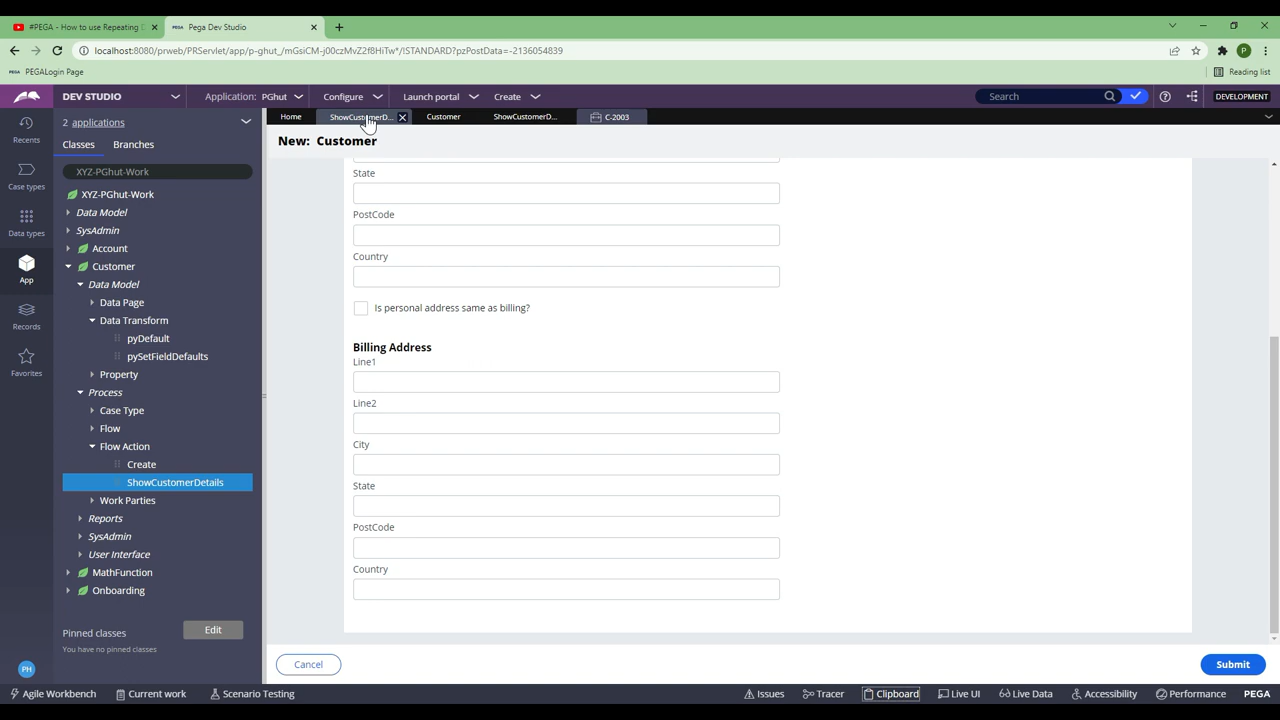 #PEGA - How to use Repeating D
PEGA Pega Dev Studio
localhost:8080/prweb/PRServlet/app/p-ghut_/mGsiCM-j00czMvZ2f8HiTw*/!STANDARD?pzPostData=-2136054839
PEGA PEGALogin Page
Reading list
DEV STUDIO
Application: PGhut
Configure
Launch portal
Create
Search
DEVELOPMENT
2 applications
Home
ShowCustomerD...
Customer
ShowCustomerD...
C-2003
Recents
Case types
Data types
App
Records
Favorites
PH
Classes
Branches
XYZ-PGhut-Work
XYZ-PGhut-Work
Data Model
SysAdmin
Account
Customer
Data Model
Data Page
Data Transform
pyDefault
pySetFieldDefaults
Property
Process
Case Type
Flow
Flow Action
Create
ShowCustomerDetails
Work Parties
Reports
SysAdmin
User Interface
MathFunction
Onboarding
Pinned classes
Edit
You have no pinned classes
New: Customer
State
PostCode
Country
Is personal address same as billing?
Billing Address
Line1
Line2
City
State
PostCode
Country
Cancel
Submit
Agile Workbench
Current work
Scenario Testing
Issues
Tracer
Clipboard
Live UI
Live Data
Accessibility
Performance
PEGA